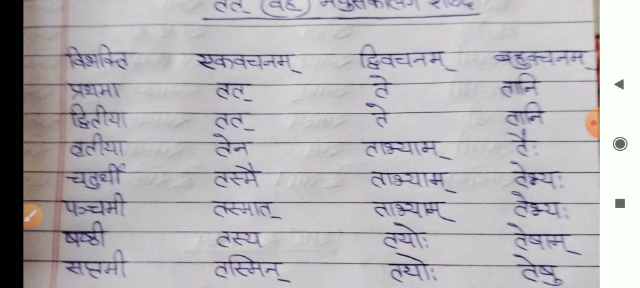 तत् (वह) नपुंसकलिंग शब्द
विभक्ति एकवचनम् द्विवचनम् बहुवचनम्
प्रथमा तत् ते तानि
द्वितीया तत् ते तानि
तृतीया तेन ताभ्याम् तैः
चतुर्थी तस्मै ताभ्याम् तेभ्यः
पञ्चमी तस्मात् ताभ्याम् तेभ्यः
षष्ठी तस्य तयोः तेषाम्
सप्तमी तस्मिन् तयोः तेषु